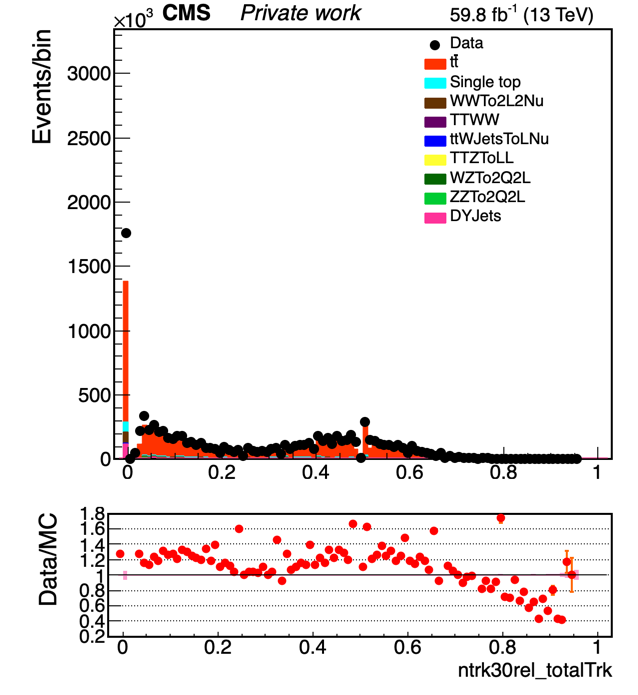 ×10³ CMS Private work 59.8 fb⁻¹ (13 TeV)
Events/bin
3000
2500
2000
1500
1000
500
0
Data
tt̄
Single top
WWTo2L2Nu
TTWW
ttWJetsToLNu
TTZToLL
WZTo2Q2L
ZZTo2Q2L
DYJets
0 0.2 0.4 0.6 0.8 1
Data/MC
1.8
1.6
1.4
1.2
1
0.8
0.6
0.4
0.2
0 0.2 0.4 0.6 0.8 1
ntrk30rel_totalTrk